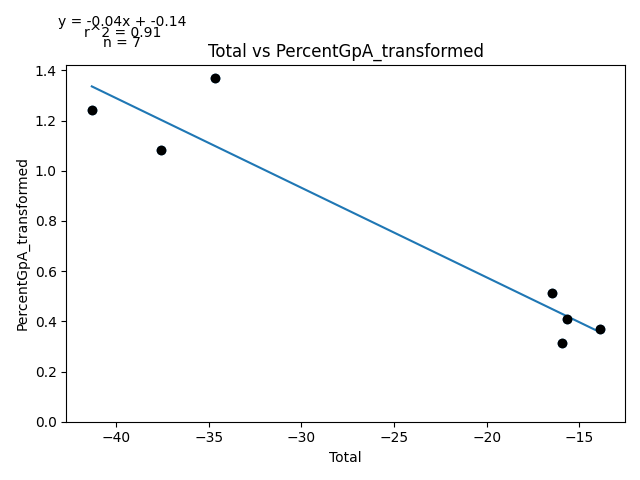 y = -0.04x + -0.14
r^2 = 0.91
n = 7
Total vs PercentGpA_transformed
1.4
1.2
1.0
0.8
0.6
0.4
0.2
0.0
PercentGpA_transformed
−40 −35 −30 −25 −20 −15
Total